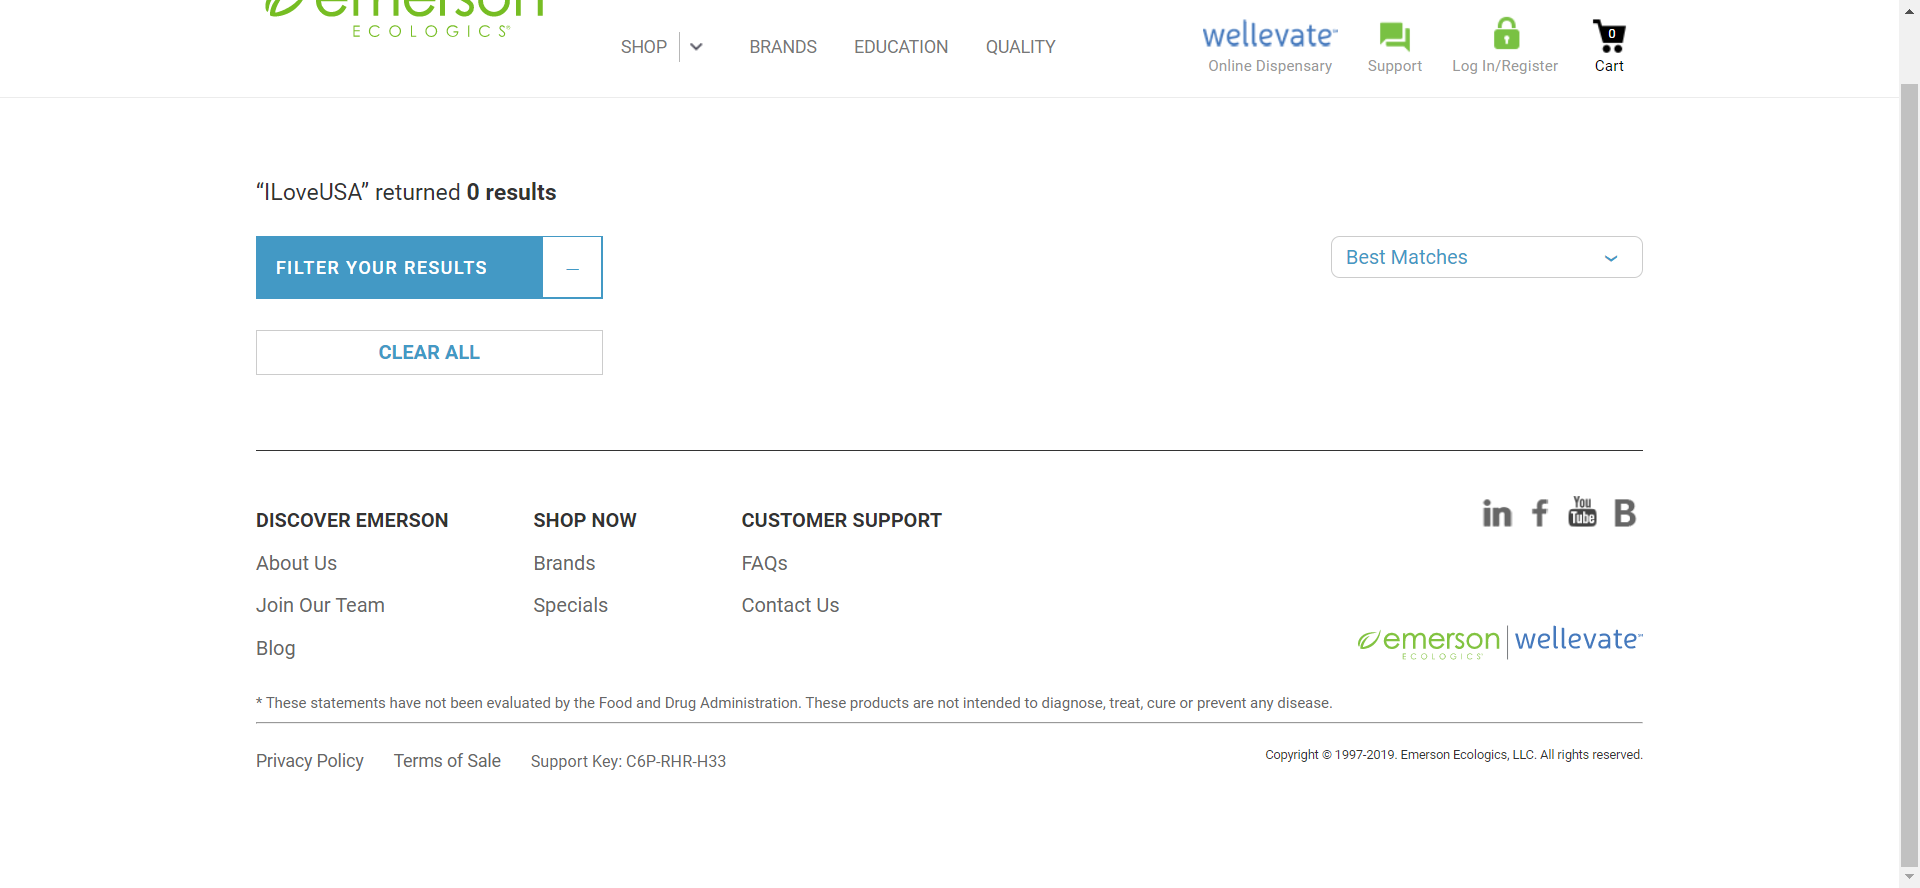 emerson
ECOLOGICS®
SHOP
BRANDS
EDUCATION
QUALITY
wellevate℠
Online Dispensary
Support
Log In/Register
0
Cart
“ILoveUSA” returned 0 results
FILTER YOUR RESULTS
Best Matches
CLEAR ALL
DISCOVER EMERSON
About Us
Join Our Team
Blog
SHOP NOW
Brands
Specials
CUSTOMER SUPPORT
FAQs
Contact Us
in f You Tube B
emerson ECOLOGICS® | wellevate℠
* These statements have not been evaluated by the Food and Drug Administration. These products are not intended to diagnose, treat, cure or prevent any disease.
Privacy Policy
Terms of Sale
Support Key: C6P-RHR-H33
Copyright © 1997-2019. Emerson Ecologics, LLC. All rights reserved.